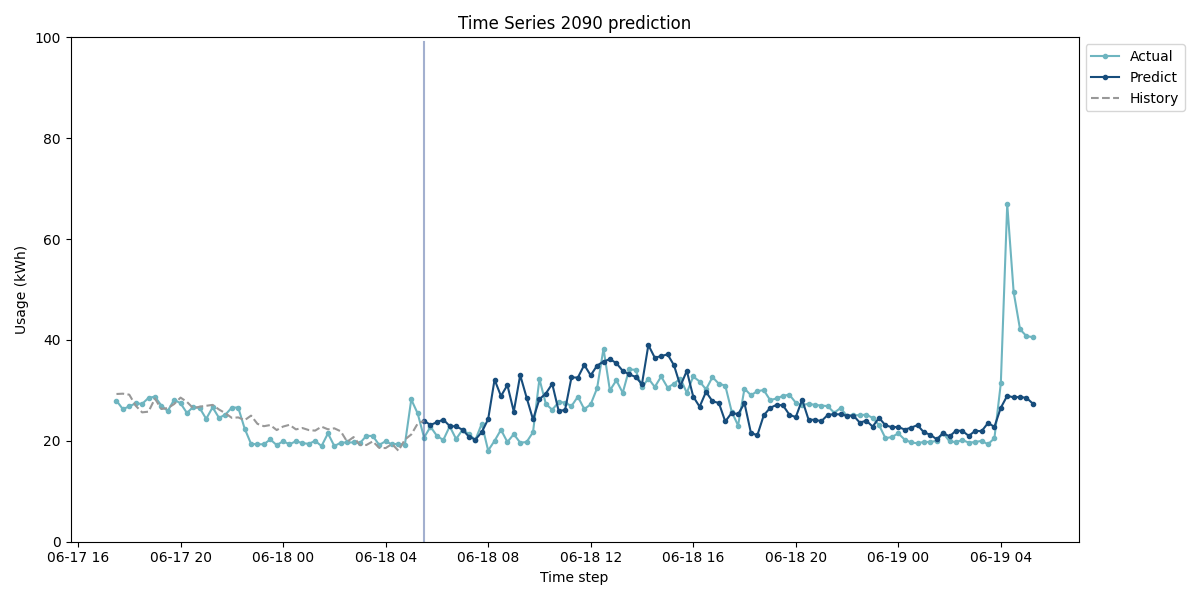 Time Series 2090 prediction
100
80
60
40
20
0
Usage (kWh)
06-17 16
06-17 20
06-18 00
06-18 04
06-18 08
06-18 12
06-18 16
06-18 20
06-19 00
06-19 04
Time step
Actual
Predict
History